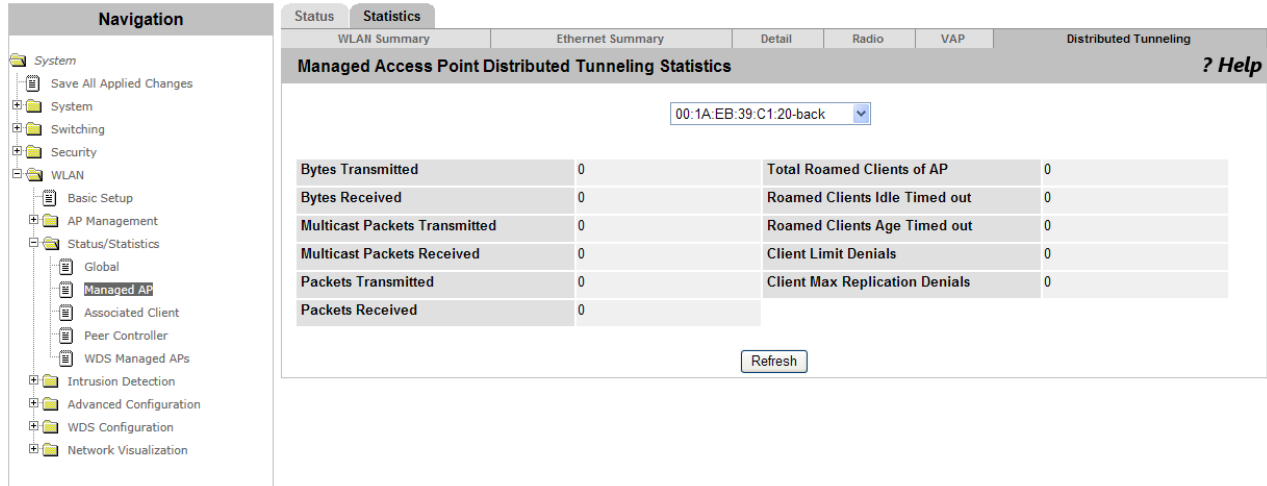 Navigation
System
Save All Applied Changes
System
Switching
Security
WLAN
Basic Setup
AP Management
Status/Statistics
Global
Managed AP
Associated Client
Peer Controller
WDS Managed APs
Intrusion Detection
Advanced Configuration
WDS Configuration
Network Visualization
Status Statistics
WLAN Summary Ethernet Summary Detail Radio VAP Distributed Tunneling
Managed Access Point Distributed Tunneling Statistics ? Help
00:1A:EB:39:C1:20-back
Bytes Transmitted 0 Total Roamed Clients of AP 0
Bytes Received 0 Roamed Clients Idle Timed out 0
Multicast Packets Transmitted 0 Roamed Clients Age Timed out 0
Multicast Packets Received 0 Client Limit Denials 0
Packets Transmitted 0 Client Max Replication Denials 0
Packets Received 0
Refresh